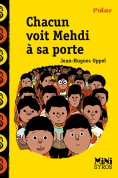 Polar
Chacun
voit Mehdi
à sa porte
Jean-Hugues Oppel
MINI
SYROS